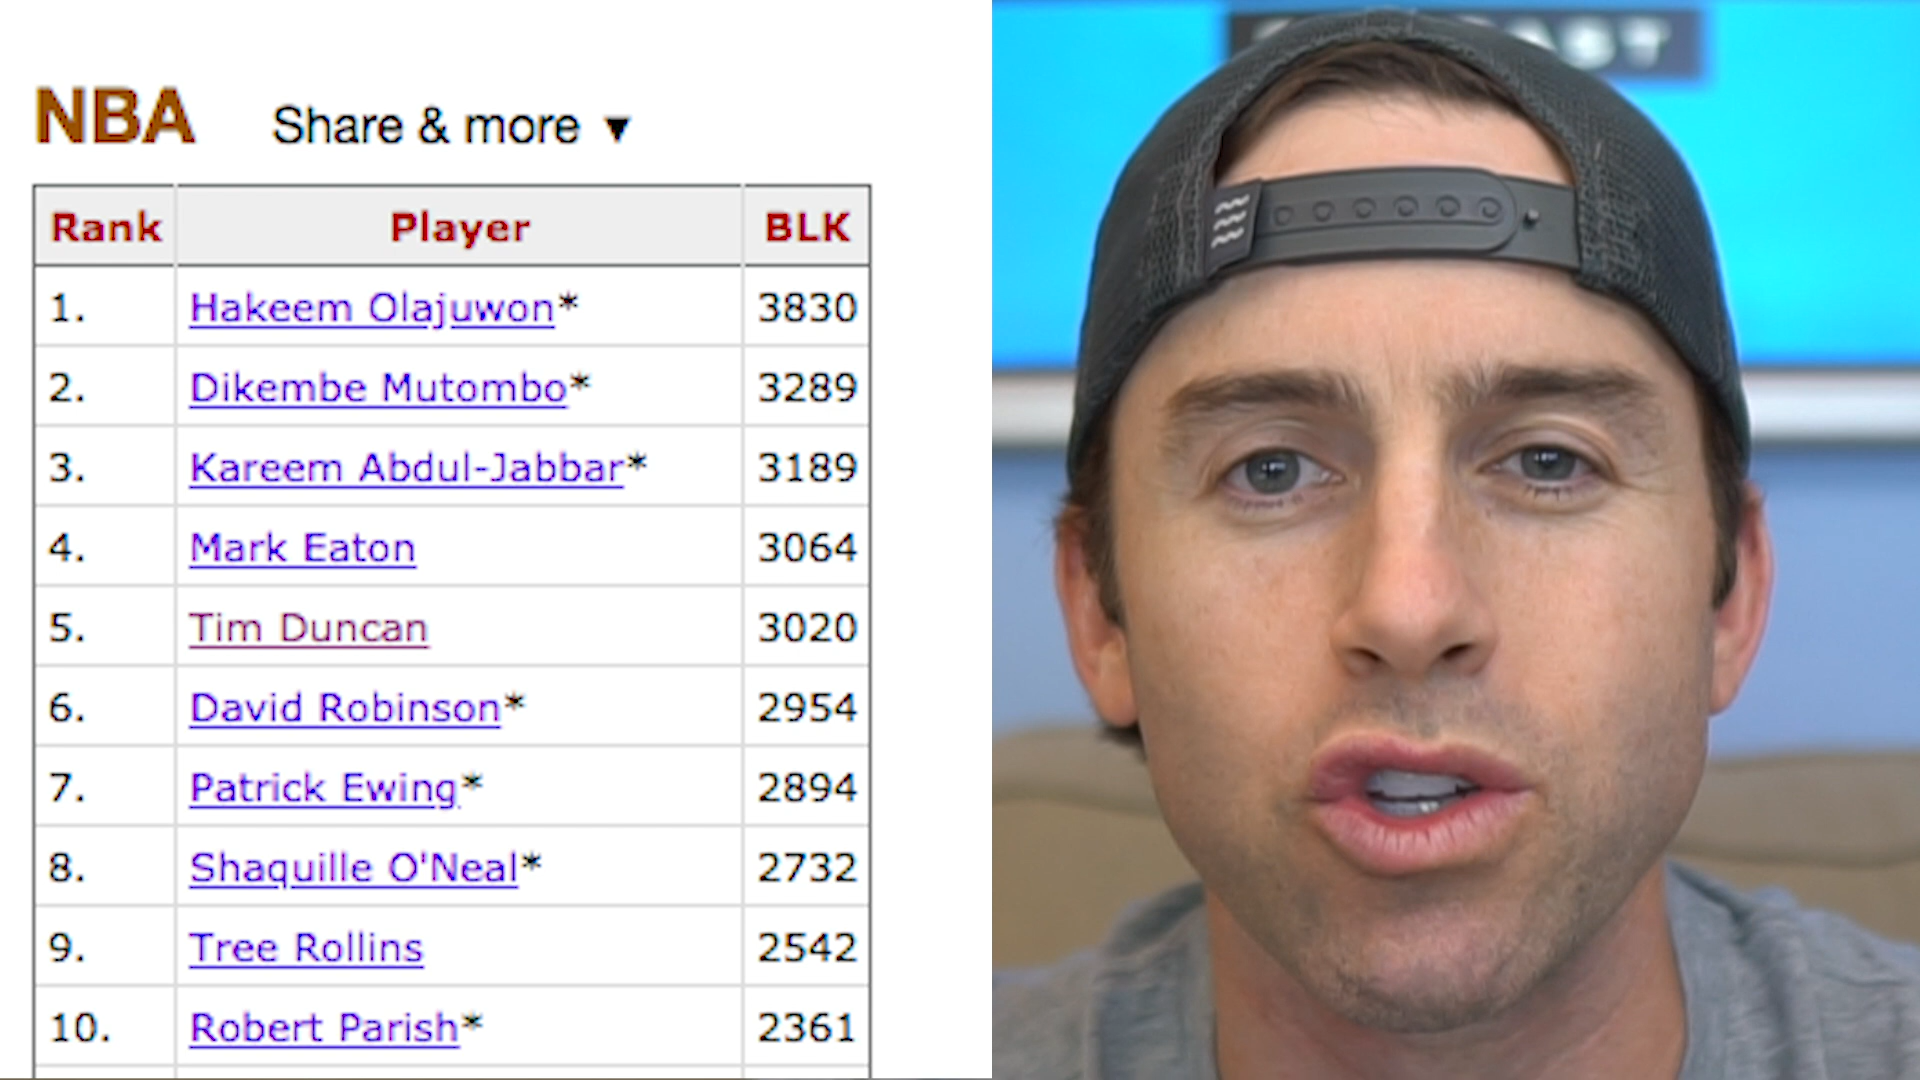 NBA Share & more ▼
Rank Player BLK
1. Hakeem Olajuwon* 3830
2. Dikembe Mutombo* 3289
3. Kareem Abdul-Jabbar* 3189
4. Mark Eaton 3064
5. Tim Duncan 3020
6. David Robinson* 2954
7. Patrick Ewing* 2894
8. Shaquille O'Neal* 2732
9. Tree Rollins 2542
10. Robert Parish* 2361